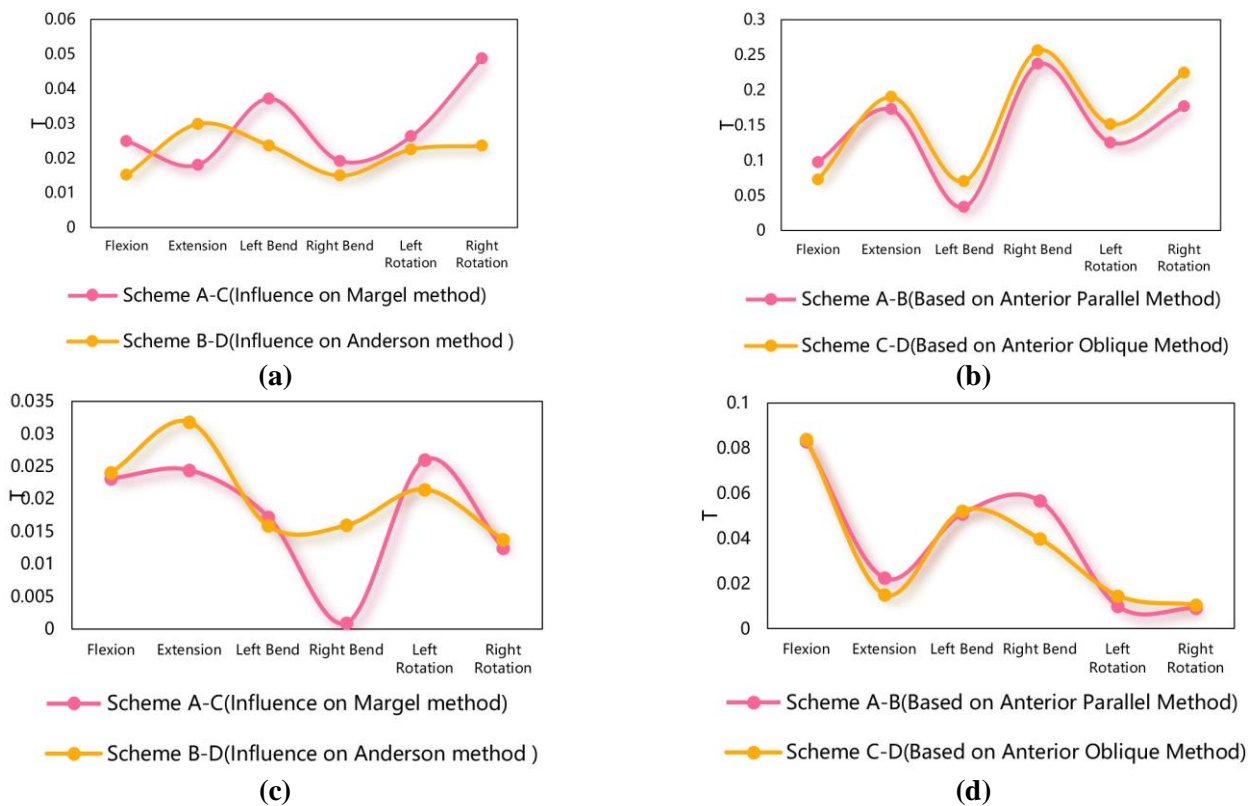 0.06
0.05
0.04
0.03
0.02
0.01
0
T
Flexion Extension Left Bend Right Bend Left Rotation Right Rotation
Scheme A-C(Influence on Margel method)
Scheme B-D(Influence on Anderson method )
(a)
0.3
0.25
0.2
0.15
0.1
0.05
0
T
Flexion Extension Left Bend Right Bend Left Rotation Right Rotation
Scheme A-B(Based on Anterior Parallel Method)
Scheme C-D(Based on Anterior Oblique Method)
(b)
0.035
0.03
0.025
0.02
0.015
0.01
0.005
0
T
Flexion Extension Left Bend Right Bend Left Rotation Right Rotation
Scheme A-C(Influence on Margel method)
Scheme B-D(Influence on Anderson method )
(c)
0.1
0.08
0.06
0.04
0.02
0
T
Flexion Extension Left Bend Right Bend Left Rotation Right Rotation
Scheme A-B(Based on Anterior Parallel Method)
Scheme C-D(Based on Anterior Oblique Method)
(d)